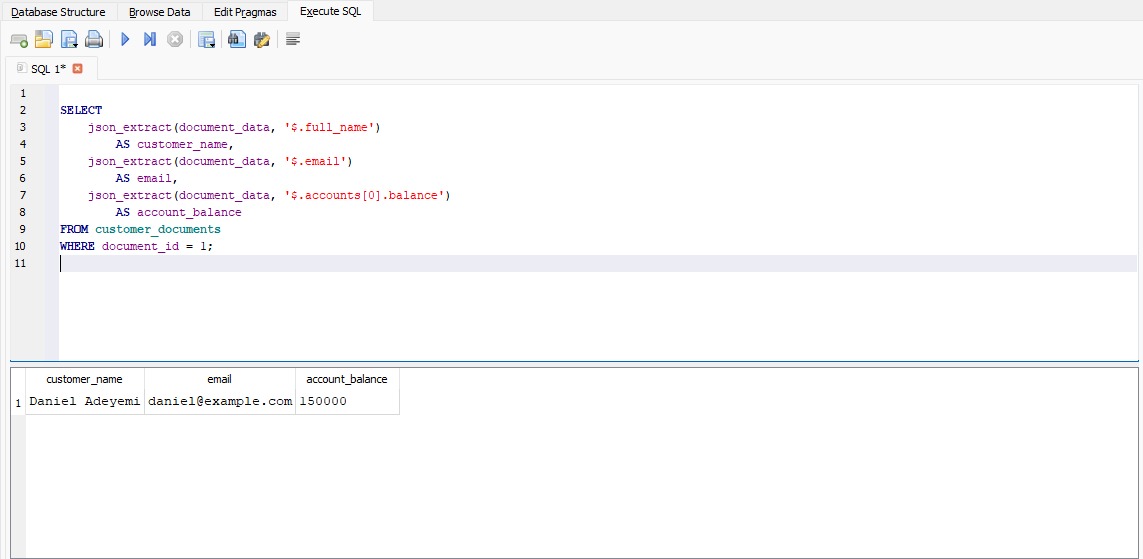 Database Structure Browse Data Edit Pragmas Execute SQL
SQL 1*
1
2 SELECT
3 json_extract(document_data, '$.full_name')
4 AS customer_name,
5 json_extract(document_data, '$.email')
6 AS email,
7 json_extract(document_data, '$.accounts[0].balance')
8 AS account_balance
9 FROM customer_documents
10 WHERE document_id = 1;
11
customer_name email account_balance
1 Daniel Adeyemi daniel@example.com 150000